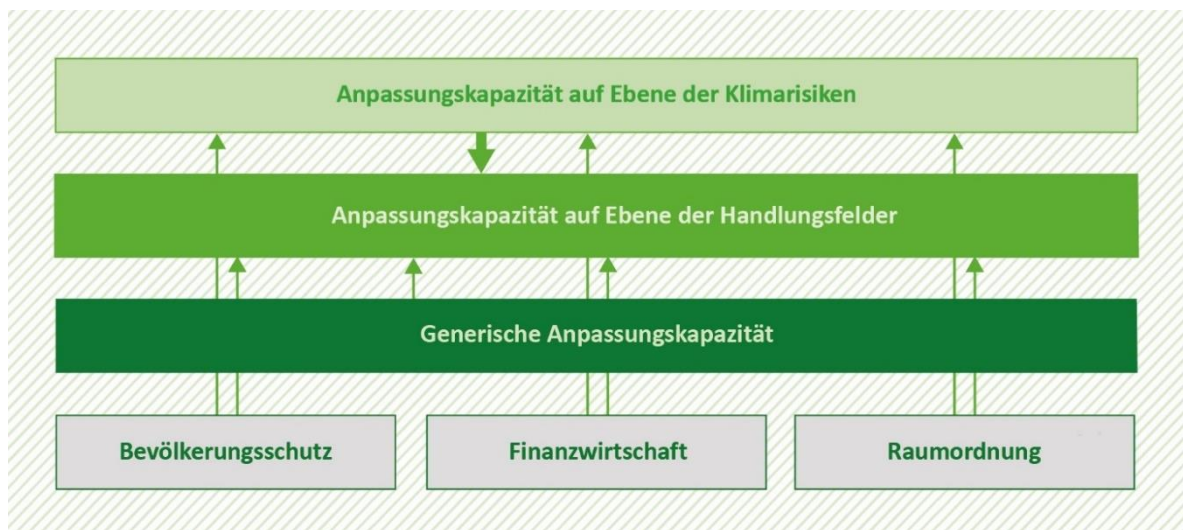 Anpassungskapazität auf Ebene der Klimarisiken
Anpassungskapazität auf Ebene der Handlungsfelder
Generische Anpassungskapazität
Bevölkerungsschutz
Finanzwirtschaft
Raumordnung